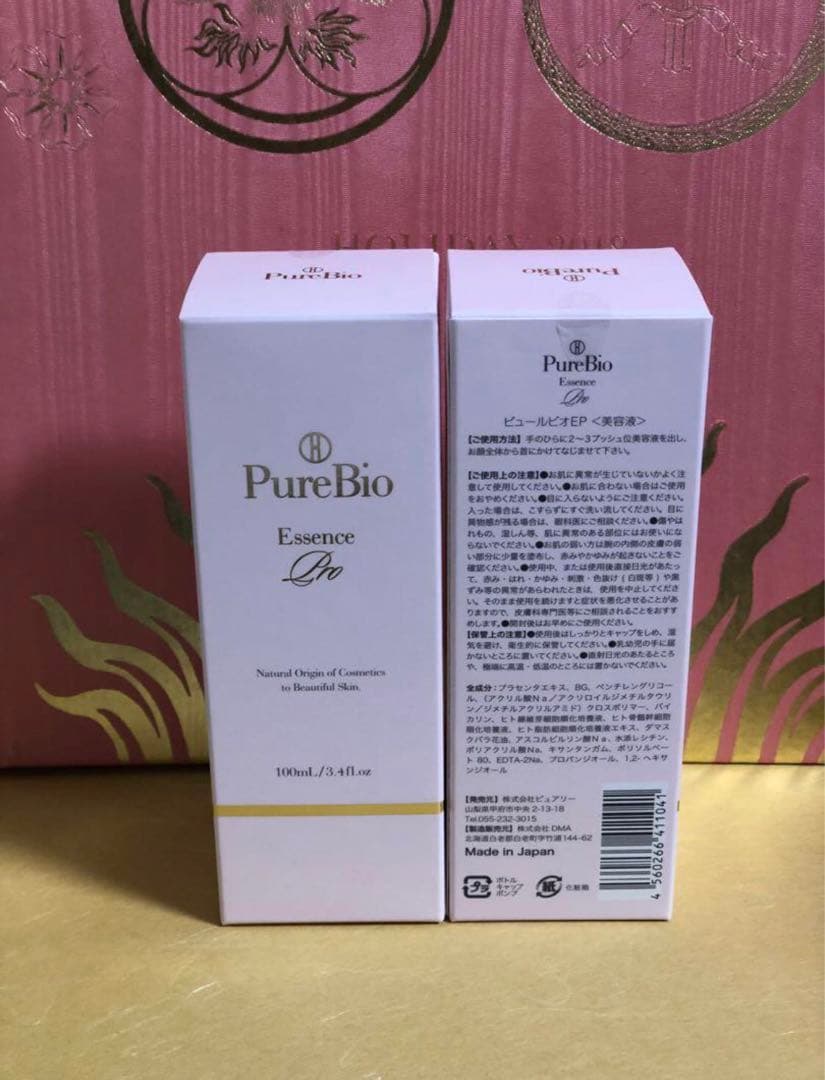 HOLIDAY 2018
PureBio
PureBio
PureBio
Essence
Pro
Natural Origin of Cosmetics
to Beautiful Skin.
100mL/3.4fl.oz
PureBio
Essence
Pro
ピュールビオEP <美容液>
【ご使用方法】手のひらに2~3プッシュ位美容液を出し、
お顔全体から首にかけてなじませて下さい。
【ご使用上の注意】●お肌に異常が生じていないかよく注
意して使用してください。●お肌に合わない場合はご使用
をおやめください。●目に入らないようにご注意ください。
入った場合は、こすらずにすぐ洗い流してください。目に
異物感が残る場合は、眼科医にご相談ください。●傷やは
れもの、湿しん等、肌に異常のある部位にはお使いにな
らないでください。●お肌の弱い方は腕の内側の皮膚の弱
い部分に少量を塗布し、赤みやかゆみが起きないことをご
確認ください。●使用中、または使用後直接日光があたっ
て、赤み・はれ・かゆみ・刺激・色抜け(白斑等)や黒
ずみ等の異常があらわれたときは、使用を中止してくださ
い。そのまま使用を続けますと症状を悪化させることがあ
りますので、皮膚科専門医等にご相談されることをおすす
めします。●開封後はお早めにご使用ください。
【保管上の注意】●使用後はしっかりとキャップをしめ、湿
気を避け、衛生的に保管してください。●乳幼児の手に届
かないところに置いてください。●直射日光のあたるところ
や、極端に高温・低温のところには置かないでください。
全成分:プラセンタエキス、BG、ペンチレングリコー
ル、(アクリル酸Na/アクリロイルジメチルタウリ
ン/ジメチルアクリルアミド)クロスポリマー、バイ
カリン、ヒト線維芽細胞順化培養液、ヒト骨髄幹細胞
順化培養液、ヒト脂肪細胞順化培養液エキス、ダマス
クバラ花油、アスコルビルリン酸Na、水添レシチン、
ポリアクリル酸Na、キサンタンガム、ポリソルベー
ト80、EDTA-2Na、プロパンジオール、1,2-ヘキサ
ンジオール
【発売元】株式会社ピュアリー
山梨県甲府市中央2-13-18
Tel.055-232-3015
【製造販売元】株式会社DMA
北海道白老郡白老町字竹浦144-62
Made in Japan
プラ
ボトル
キャップ
ポンプ
紙
化粧箱
4 560266 411041